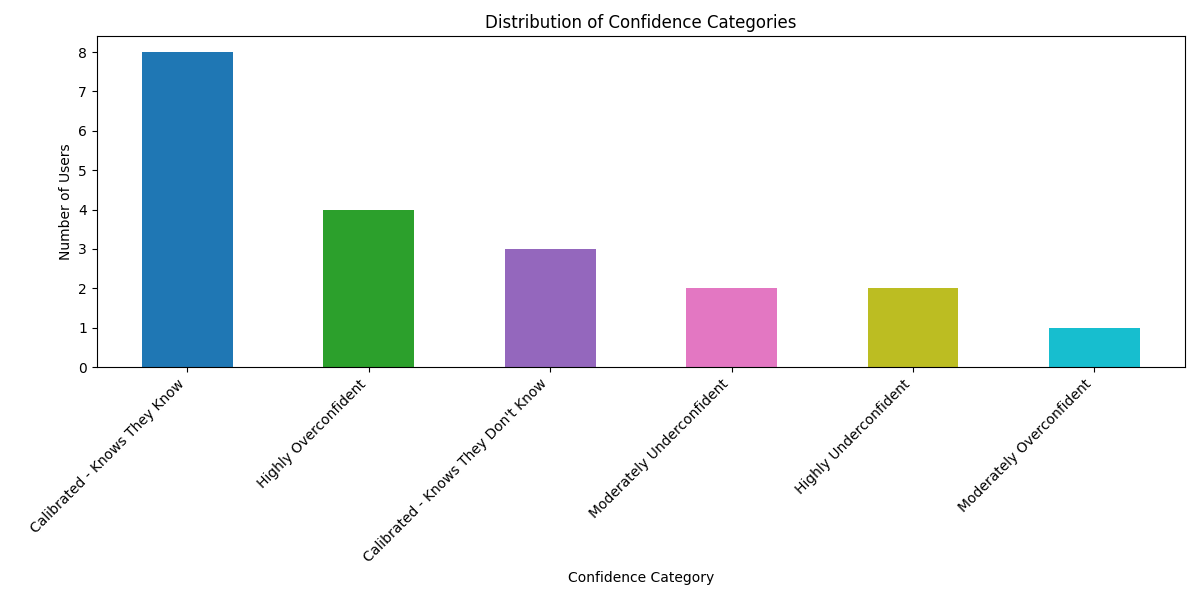 Distribution of Confidence Categories
Number of Users
8
7
6
5
4
3
2
1
0
Calibrated - Knows They Know
Highly Overconfident
Calibrated - Knows They Don't Know
Moderately Underconfident
Highly Underconfident
Moderately Overconfident
Confidence Category